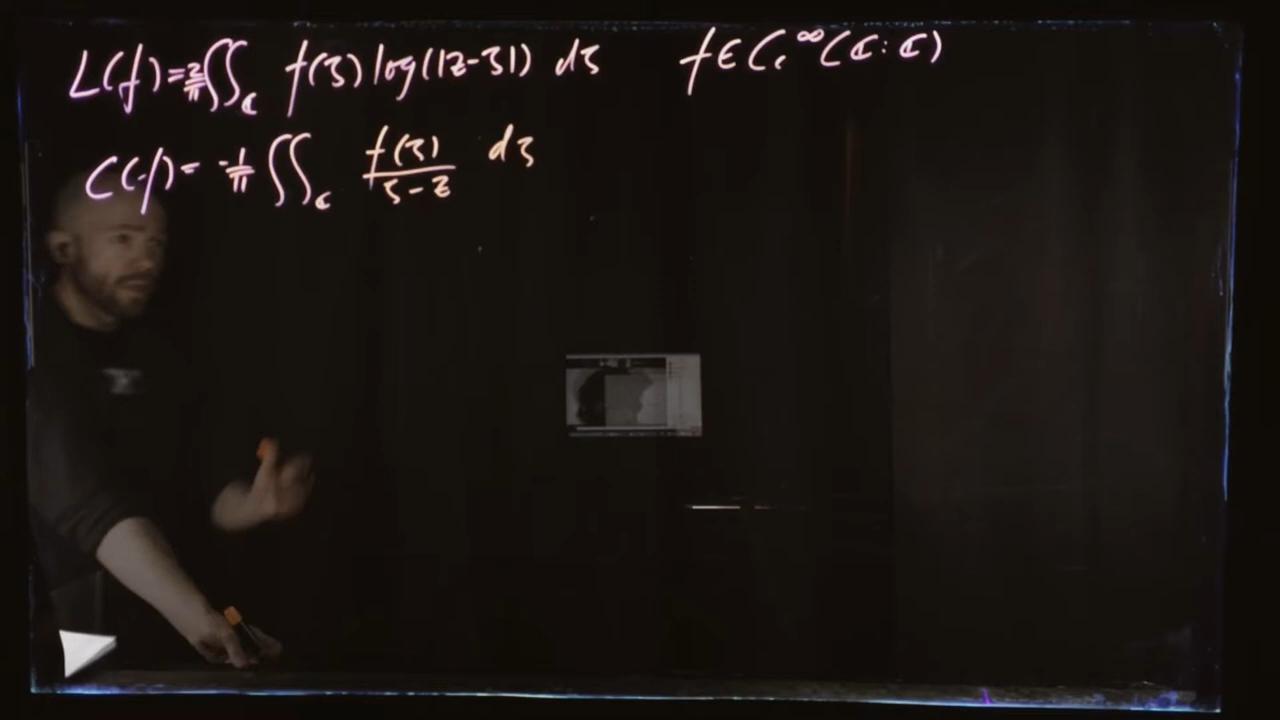 L(f) = 2/π ∬_ℂ f(ζ) log(|z-ζ|) dζ f ∈ C_c^∞(ℂ:ℂ)
C(f) = -1/π ∬_ℂ f(ζ)/(ζ-z) dζ